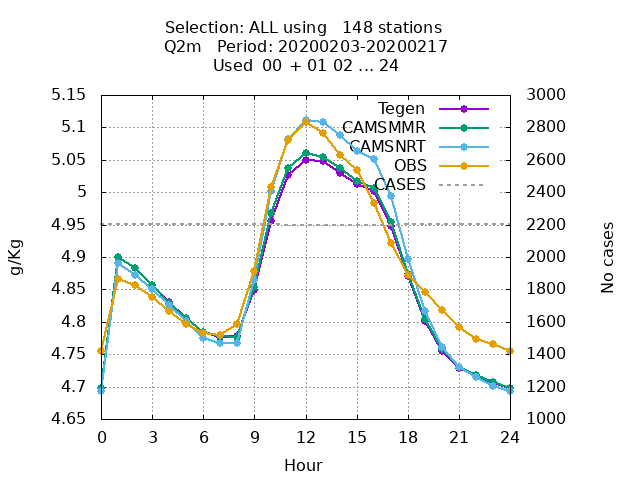 Selection: ALL using 148 stations
Q2m Period: 20200203-20200217
Used 00 + 01 02 ... 24
5.15
5.1
5.05
5
4.95
4.9
4.85
4.8
4.75
4.7
4.65
g/Kg
Tegen
CAMSMMR
CAMSNRT
OBS
CASES
3000
2800
2600
2400
2200
2000
1800
1600
1400
1200
1000
No cases
0 3 6 9 12 15 18 21 24
Hour